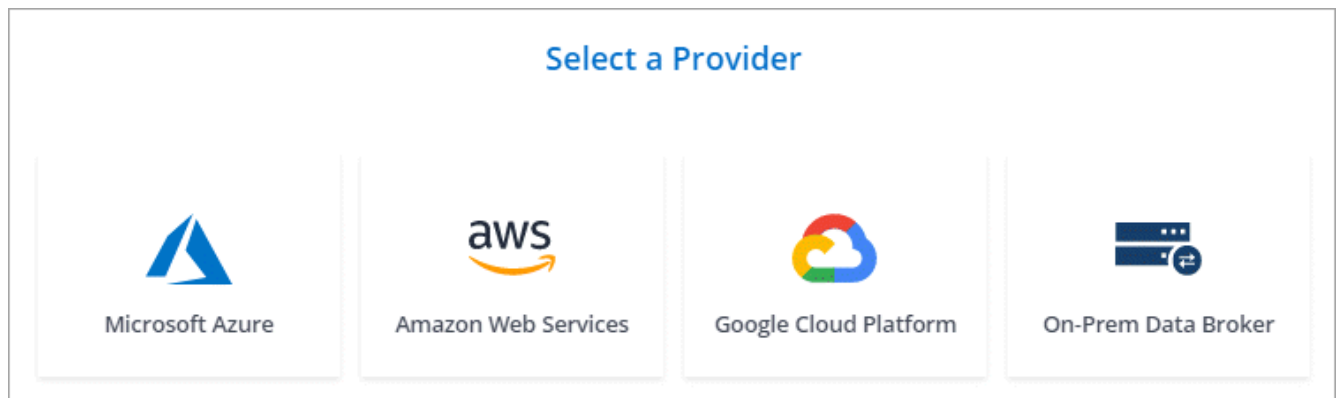 Select a Provider
aws
Microsoft Azure
Amazon Web Services
Google Cloud Platform
On-Prem Data Broker